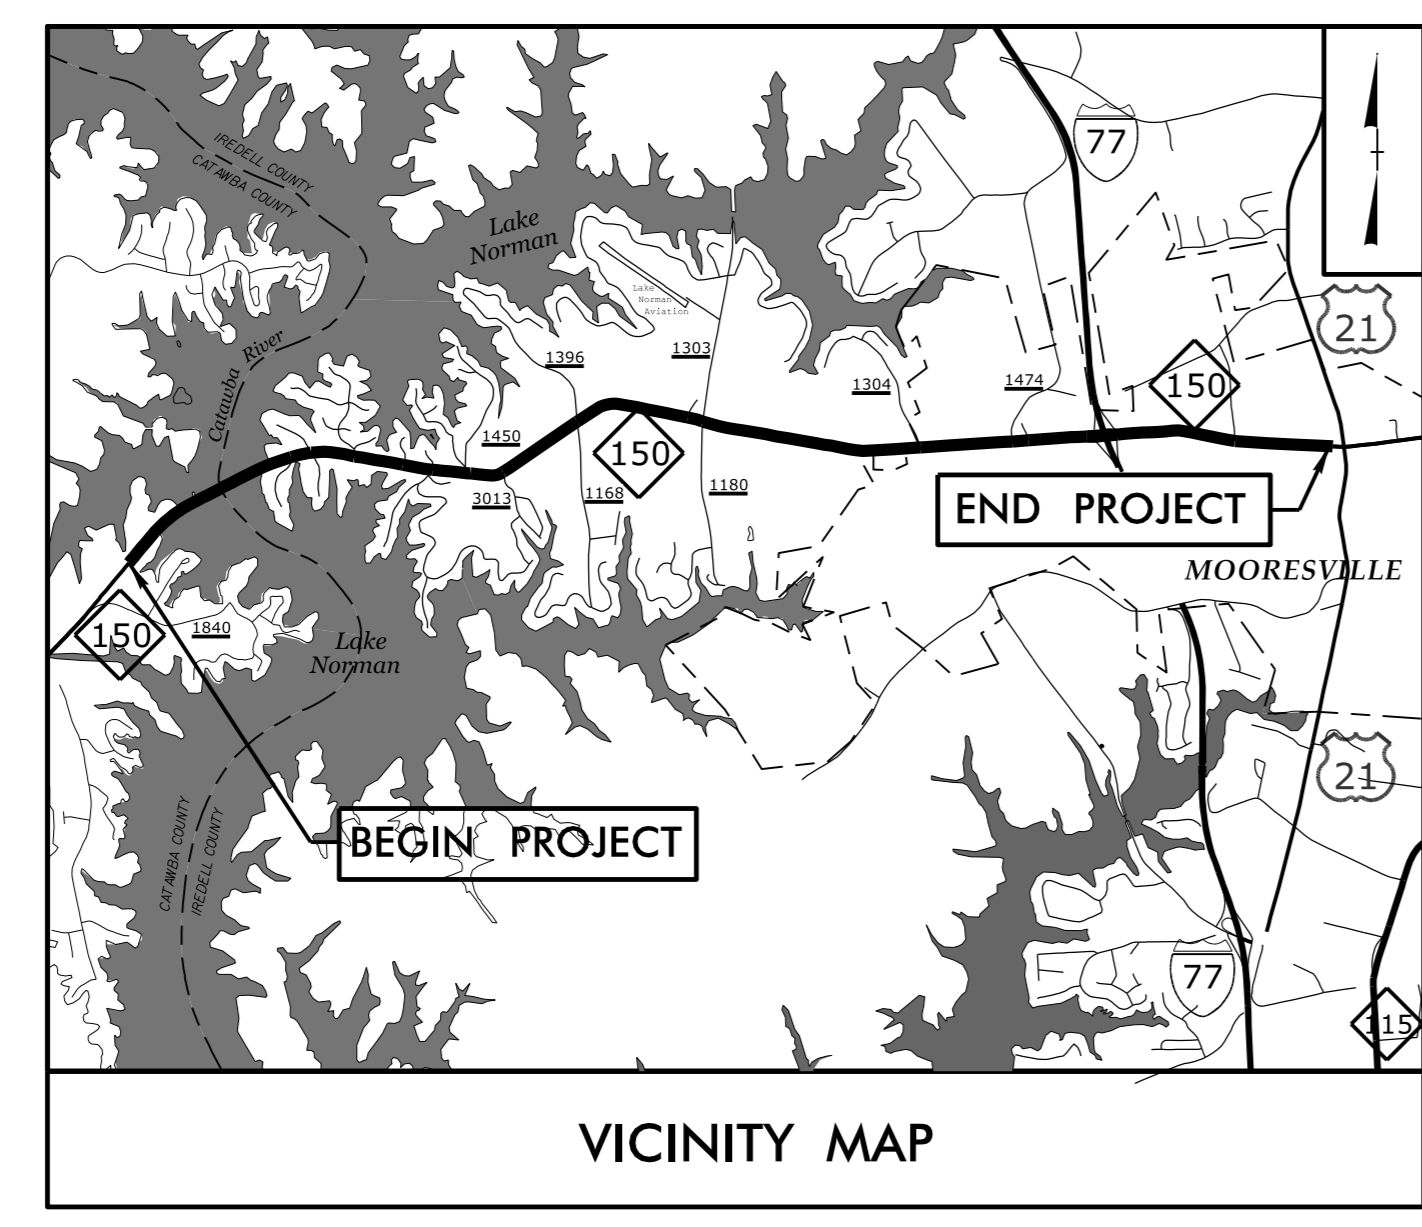 77
IREDELL COUNTY
CATAWBA COUNTY
Lake
Norman
Lake
Norman
Aviation
21
Catawba River
1396
1303
1304
1474
150
1450
150
3013
1168
1180
END PROJECT
MOORESVILLE
150
1840
Lake
Norman
21
BEGIN PROJECT
CATAWBA COUNTY
IREDELL COUNTY
77
115
VICINITY MAP